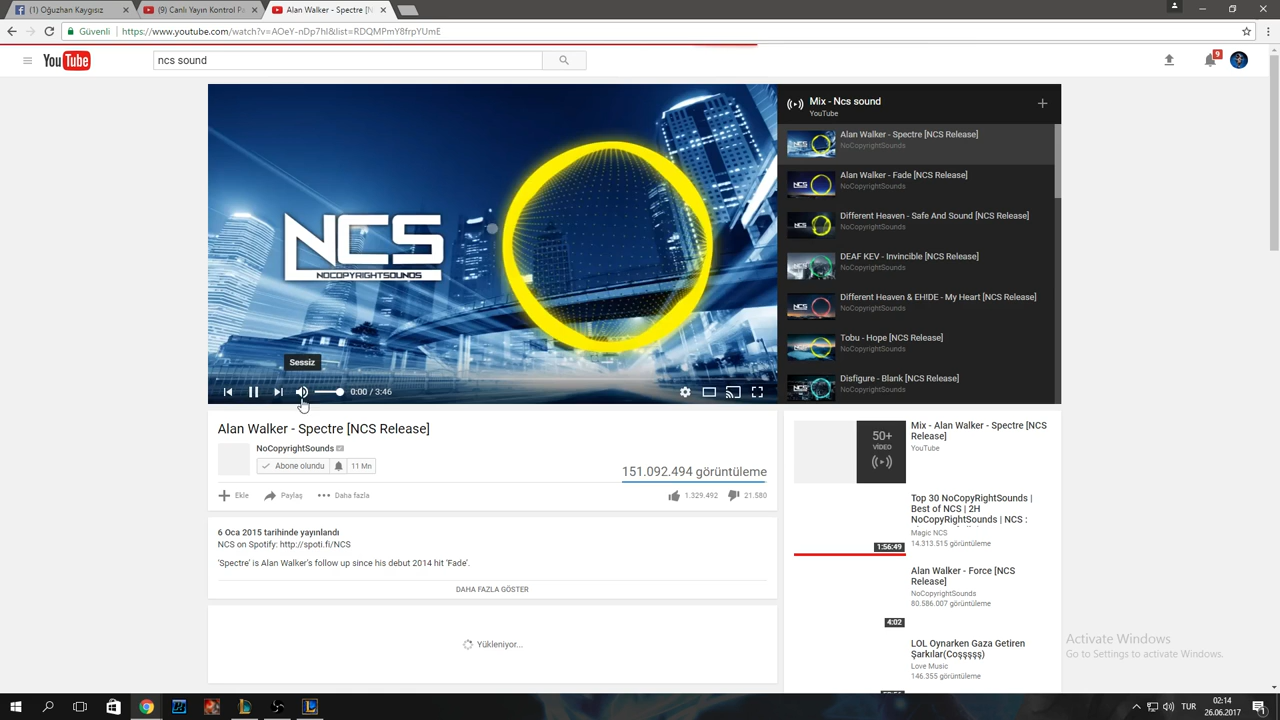 (1) Oğuzhan Kaygısız
(9) Canlı Yayın Kontrol P
Alan Walker - Spectre [N
Güvenli
https://www.youtube.com/watch?v=AOeY-nDp7hI&list=RDQMPmY8frpYUmE
YouTube
ncs sound
9
Mix - Ncs sound
YouTube
Alan Walker - Spectre [NCS Release]
NoCopyrightSounds
Alan Walker - Fade [NCS Release]
NoCopyrightSounds
Different Heaven - Safe And Sound [NCS Release]
NoCopyrightSounds
DEAF KEV - Invincible [NCS Release]
NoCopyrightSounds
Different Heaven & EH!DE - My Heart [NCS Release]
NoCopyrightSounds
Tobu - Hope [NCS Release]
NoCopyrightSounds
Disfigure - Blank [NCS Release]
NoCopyrightSounds
NCS
NOCOPYRIGHTSOUNDS
Sessiz
0:00 / 3:46
Alan Walker - Spectre [NCS Release]
NoCopyrightSounds
Abone olundu
11 Mn
151.092.494 görüntüleme
Ekle
Paylaş
Daha fazla
1.329.492
21.580
6 Oca 2015 tarihinde yayınlandı
NCS on Spotify: http://spoti.fi/NCS
'Spectre' is Alan Walker's follow up since his debut 2014 hit 'Fade'.
DAHA FAZLA GÖSTER
Yükleniyor...
50+
VİDEO
Mix - Alan Walker - Spectre [NCS
Release]
YouTube
Top 30 NoCopyRightSounds |
Best of NCS | 2H
NoCopyRightSounds | NCS :
Magic NCS
14.313.515 görüntüleme
1:56:49
Alan Walker - Force [NCS
Release]
NoCopyrightSounds
80.586.007 görüntüleme
4:02
LOL Oynarken Gaza Getiren
Şarkılar(Coşşşşş)
Love Music
146.355 görüntüleme
Activate Windows
Go to Settings to activate Windows.
TUR
02:14
26.06.2017